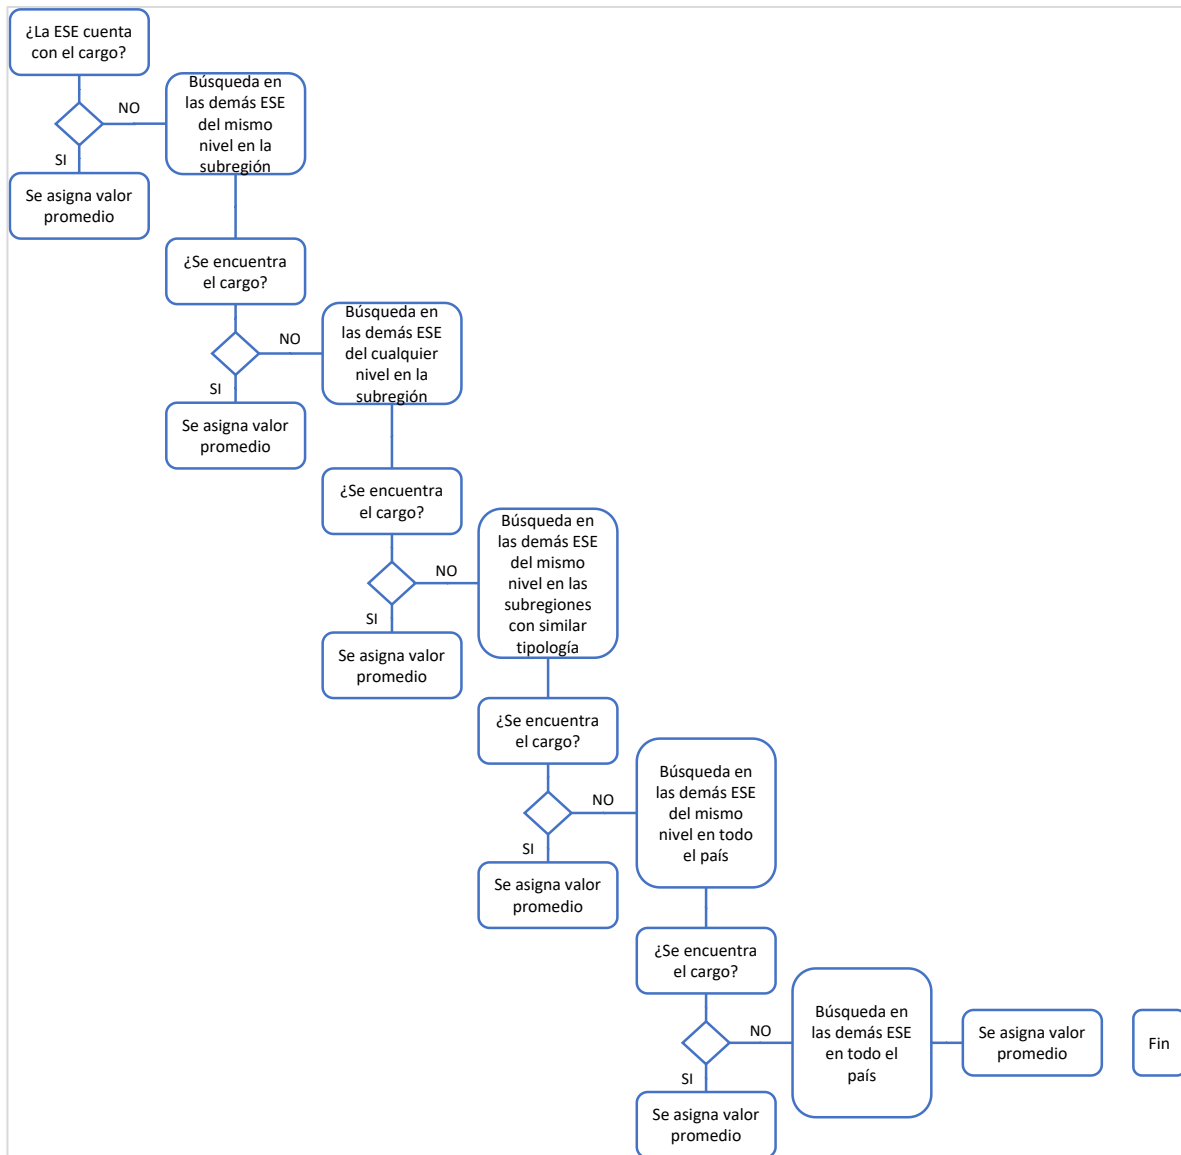 ¿La ESE cuenta
con el cargo?
NO
SI
Se asigna valor
promedio
Búsqueda en
las demás ESE
del mismo
nivel en la
subregión
¿Se encuentra
el cargo?
NO
SI
Se asigna valor
promedio
Búsqueda en
las demás ESE
del cualquier
nivel en la
subregión
¿Se encuentra
el cargo?
NO
SI
Se asigna valor
promedio
Búsqueda en
las demás ESE
del mismo
nivel en las
subregiones
con similar
tipología
¿Se encuentra
el cargo?
NO
SI
Se asigna valor
promedio
Búsqueda en
las demás ESE
del mismo
nivel en todo
el país
¿Se encuentra
el cargo?
NO
SI
Se asigna valor
promedio
Búsqueda en
las demás ESE
en todo el
país
Se asigna valor
promedio
Fin